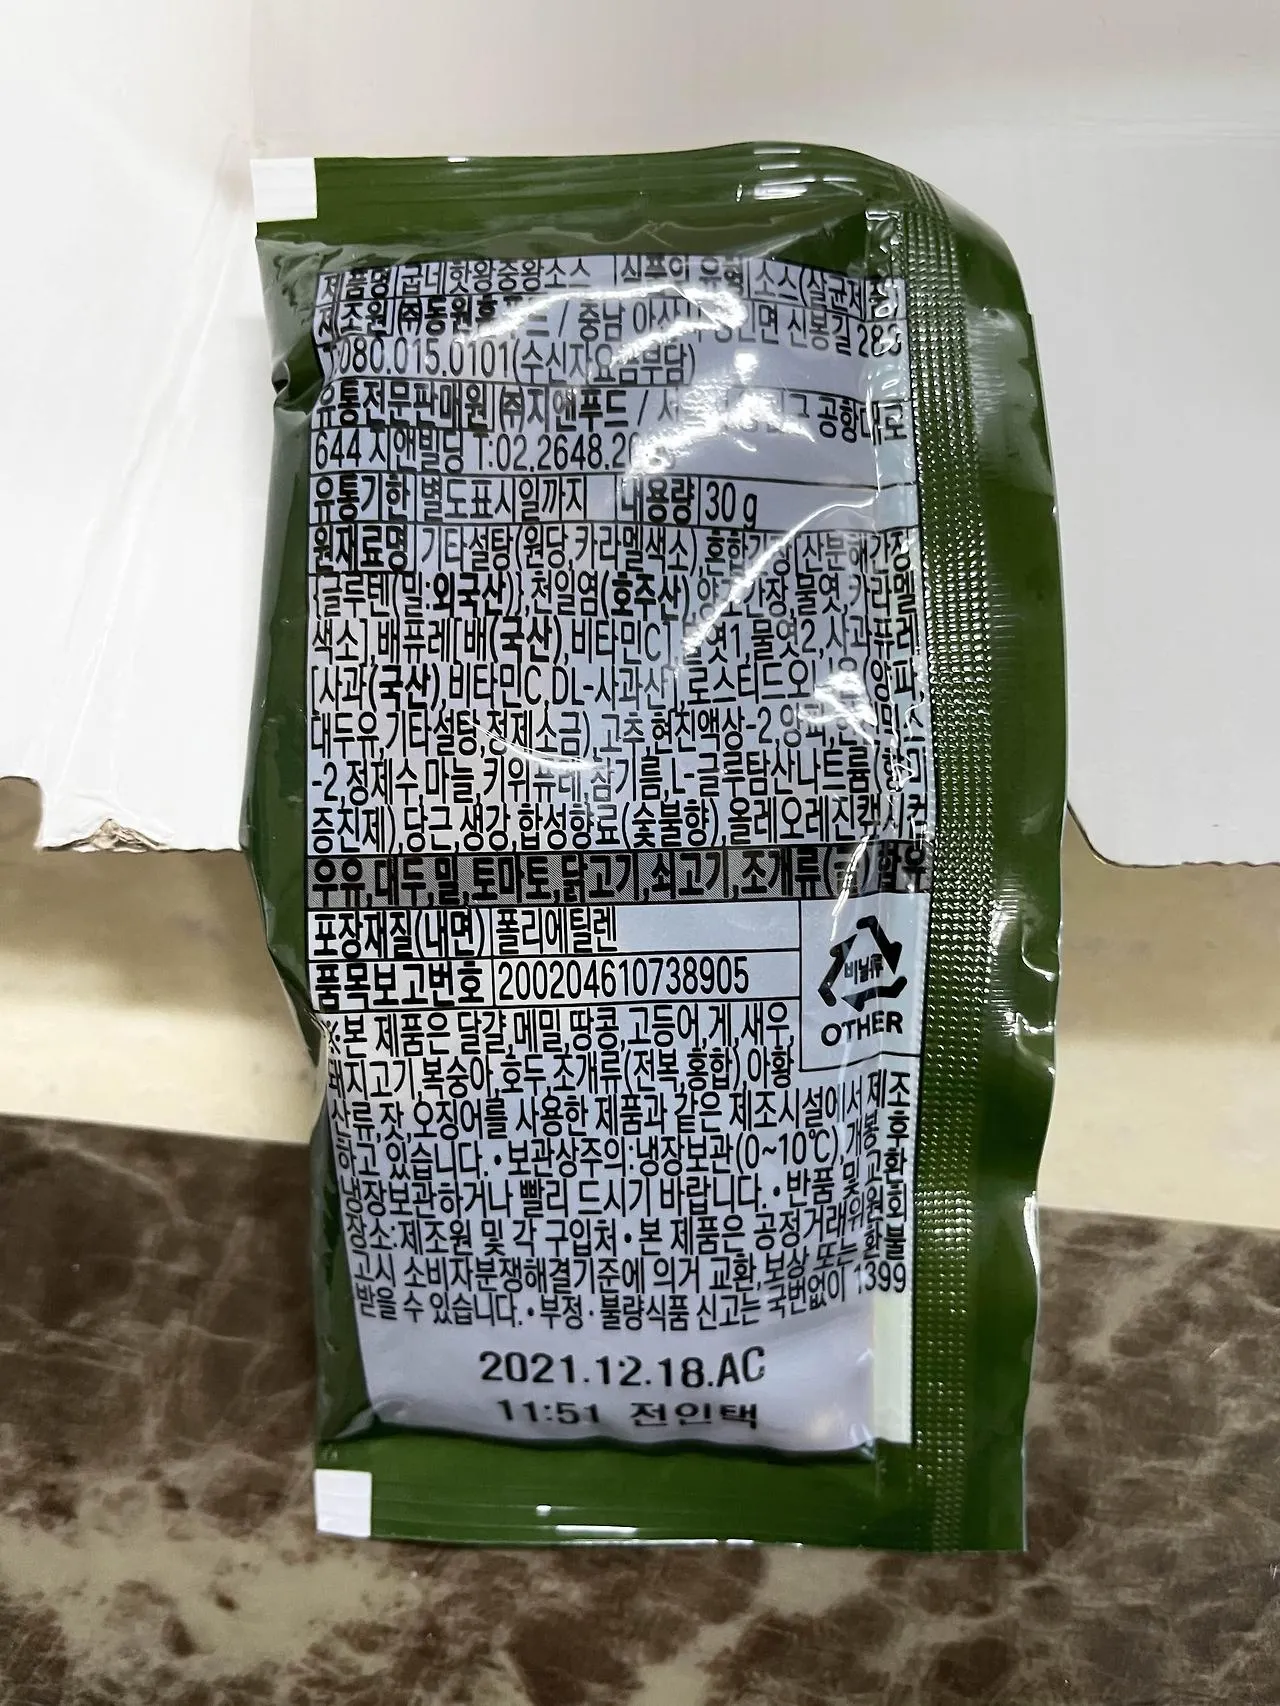 제품명 굽네핫왕중왕소스 식품의 유형 소스(살균제품)
제조원 ㈜동원홈푸드 / 충남 아산시 신봉길 283
T:080.015.0101(수신자요금부담)
유통전문판매원 ㈜지앤푸드 / 공항대로
644 지앤빌딩 T:02.2648.
유통기한 별도표시일까지 내용량 30 g
원재료명 기타설탕(원당,카라멜색소),혼합간장[산분해간장
{글루텐(밀:외국산)},천일염(호주산),양조간장,물엿,카라멜
색소],배퓨레[배(국산),비타민C],물엿1,물엿2,사과퓨레
[사과(국산),비타민C,DL-사과산],로스티드오니온(양파,
대두유,기타설탕,정제소금),고추,현진액상-2,양파,
-2,정제수,마늘,키위퓨레,참기름,L-글루탐산나트륨(향미
증진제),당근,생강,합성향료(숯불향),올레오레진캡시컴
우유,대두,밀,토마토,닭고기,쇠고기,조개류(굴) 함유
포장재질(내면) 폴리에틸렌
품목보고번호 200204610738905
비닐류
OTHER
※본 제품은 달걀,메밀,땅콩,고등어,게,새우,
돼지고기,복숭아,호두,조개류(전복,홍합),아황
산류,잣,오징어를 사용한 제품과 같은 제조시설에서 제조
하고 있습니다.•보관상주의:냉장보관(0~10℃),개봉후
냉장보관하거나 빨리 드시기 바랍니다.•반품 및 교환
장소:제조원 및 각 구입처•본 제품은 공정거래위원회
고시 소비자분쟁해결기준에 의거 교환,보상 또는 환불
받을 수 있습니다.•부정·불량식품 신고는 국번없이 1399
2021.12.18.AC
11:51 전인택